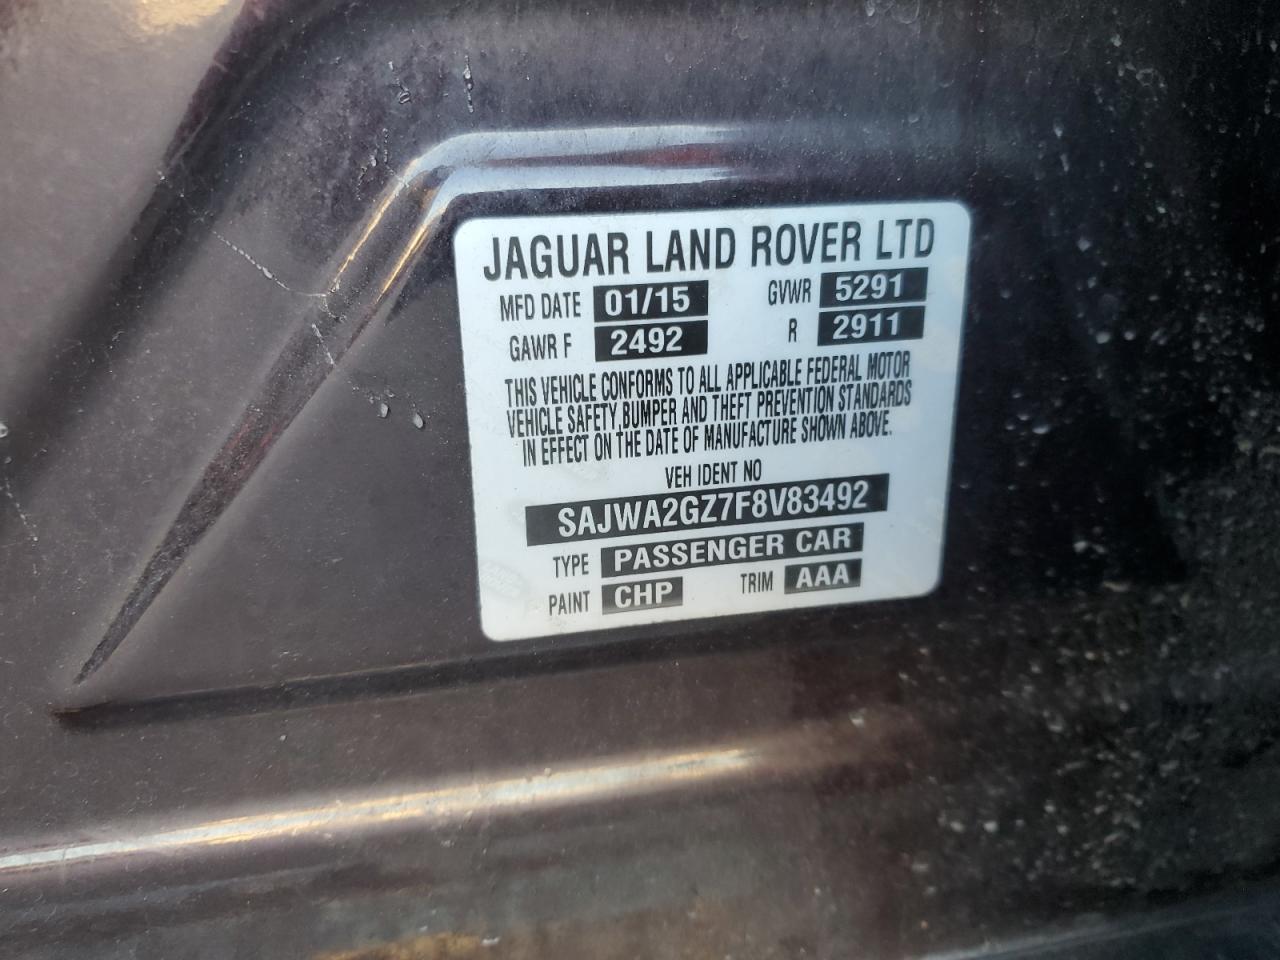 JAGUAR LAND ROVER LTD
MFD DATE 01/15 GVWR 5291
GAWR F 2492 R 2911
THIS VEHICLE CONFORMS TO ALL APPLICABLE FEDERAL MOTOR
VEHICLE SAFETY, BUMPER AND THEFT PREVENTION STANDARDS
IN EFFECT ON THE DATE OF MANUFACTURE SHOWN ABOVE.
VEH IDENT NO
SAJWA2GZ7F8V83492
TYPE PASSENGER CAR
PAINT CHP TRIM AAA